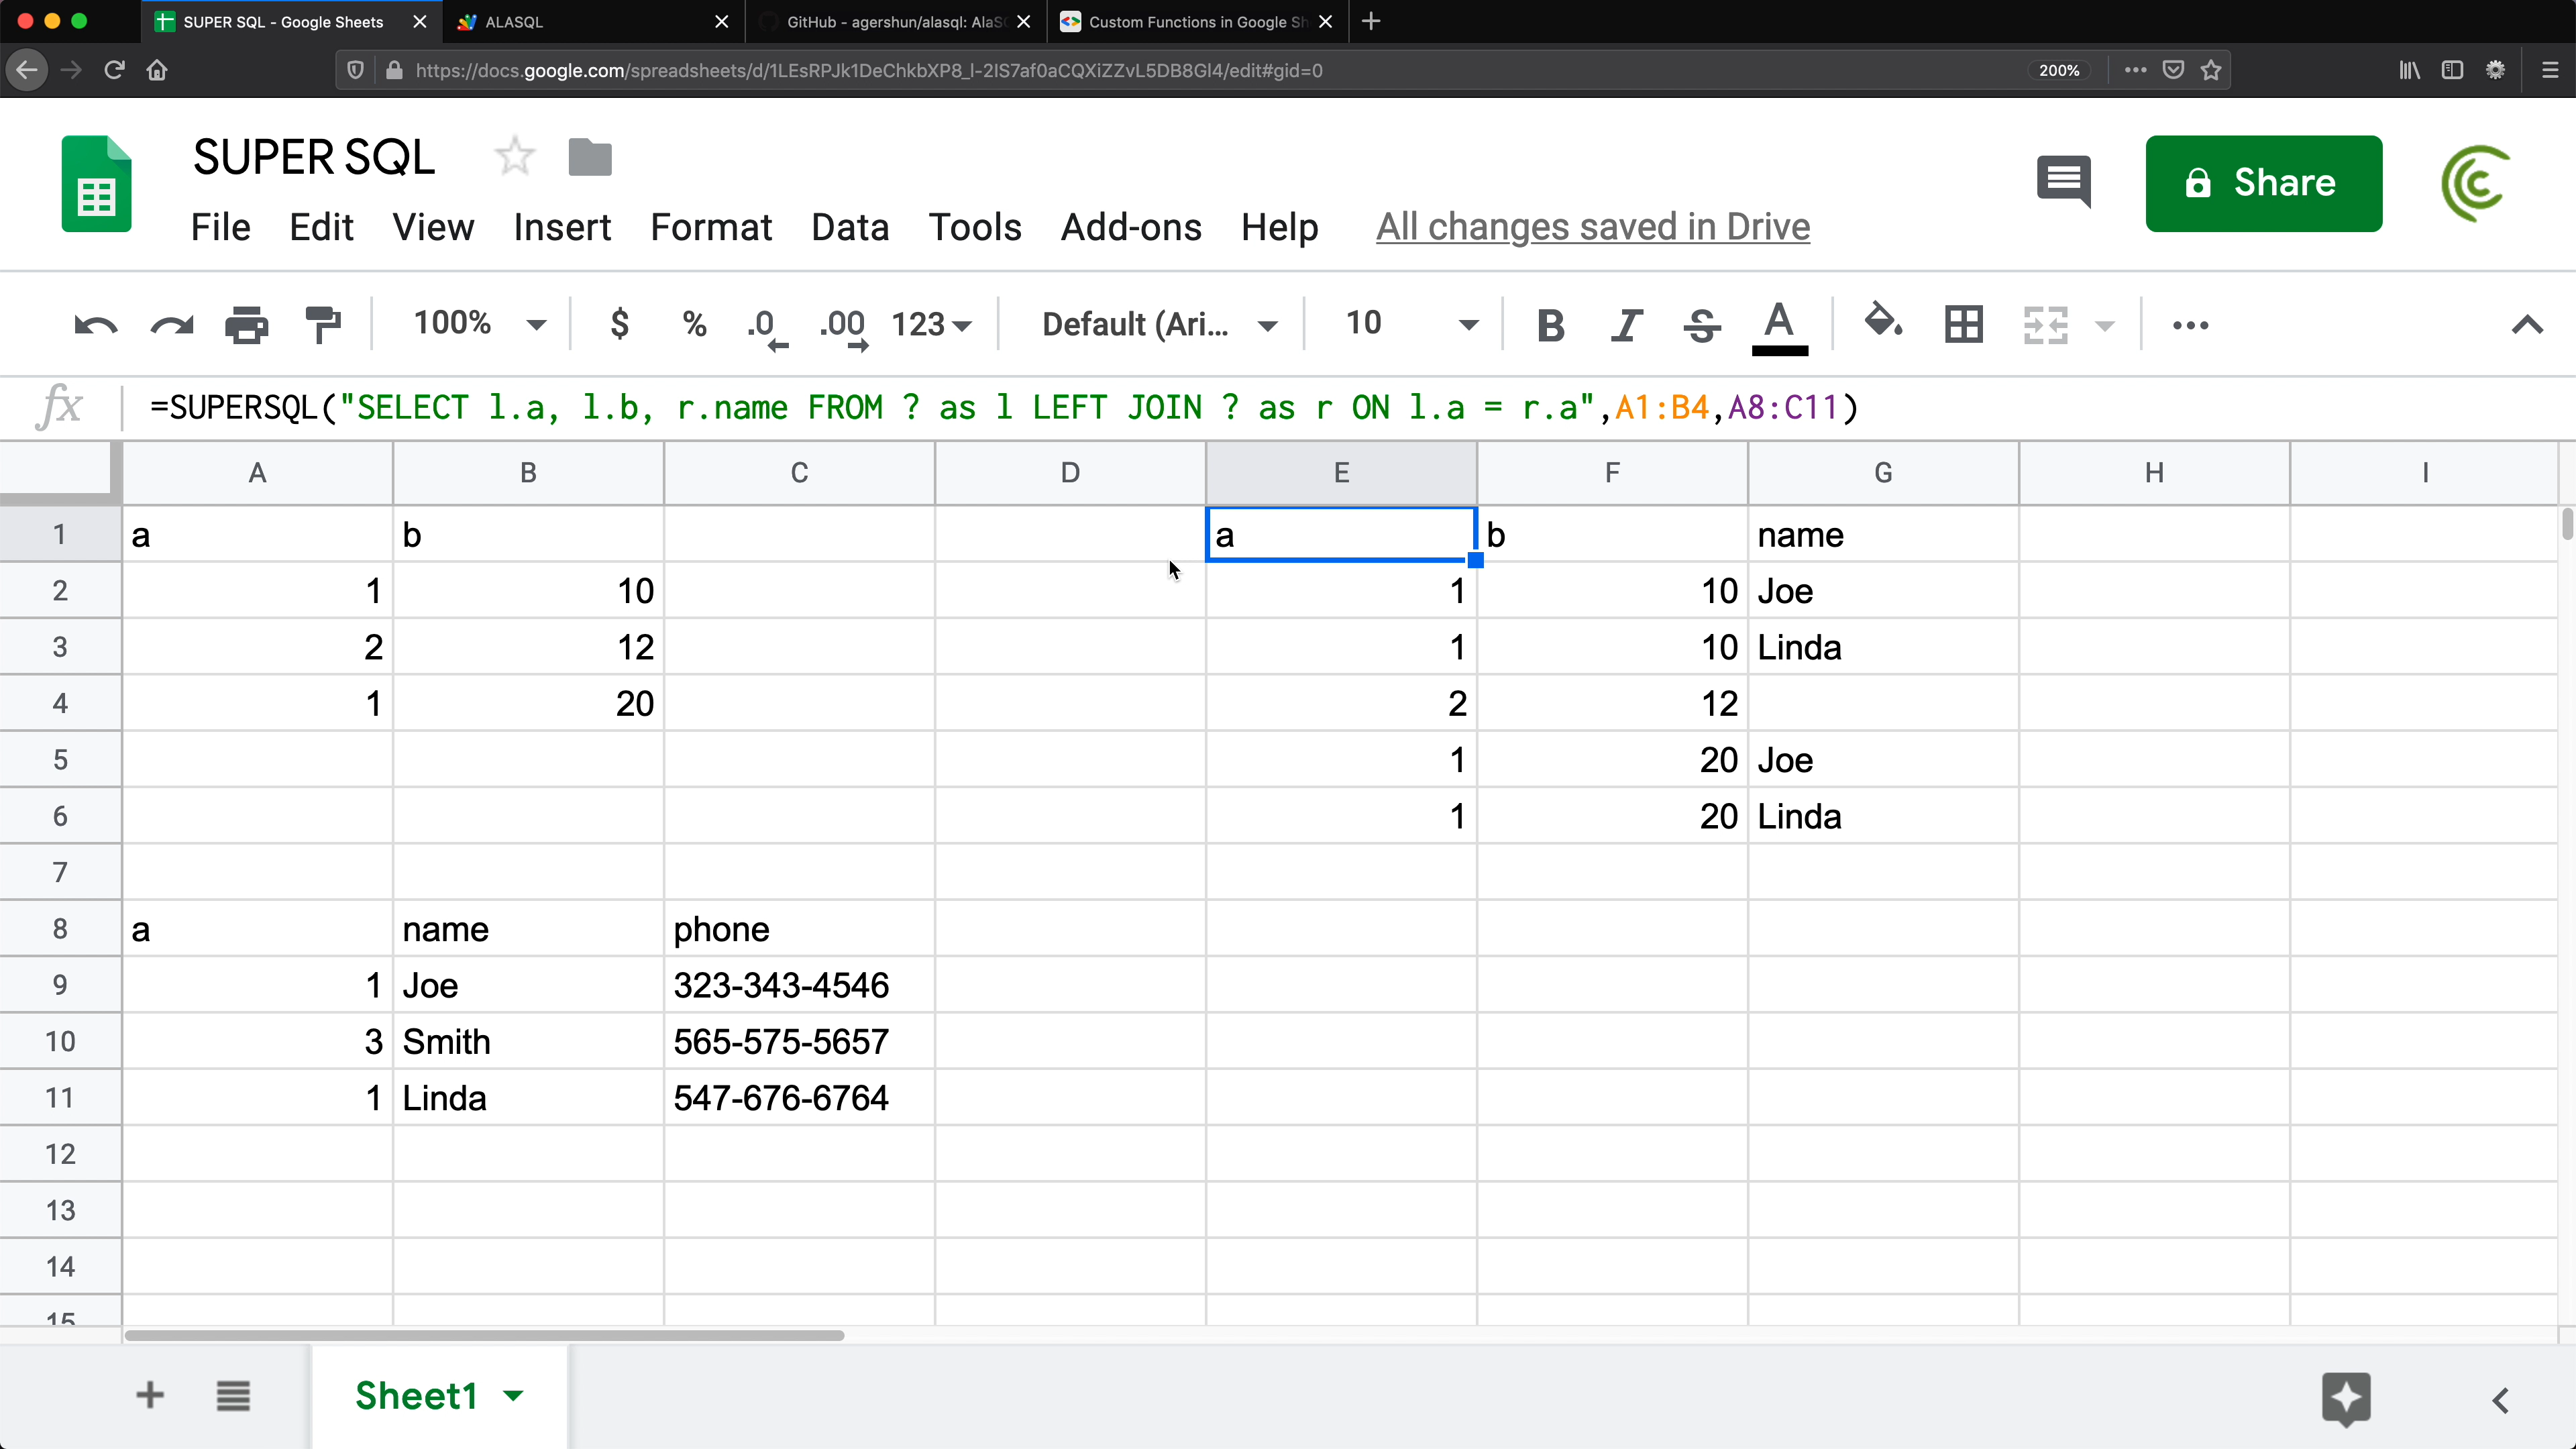 SUPER SQL - Google Sheets ALASQL GitHub - agershun/alasql: AlaS Custom Functions in Google Sh
https://docs.google.com/spreadsheets/d/1LEsRPJk1DeChkbXP8_l-2IS7af0aCQXiZZvL5DB8Gl4/edit#gid=0 200%
SUPER SQL
File Edit View Insert Format Data Tools Add-ons Help All changes saved in Drive
Share
100% $ % .0 .00 123 Default (Ari... 10 B I S A
fx =SUPERSQL("SELECT l.a, l.b, r.name FROM ? as l LEFT JOIN ? as r ON l.a = r.a",A1:B4,A8:C11)
A B C D E F G H I
1 a b a b name
2 1 10 1 10 Joe
3 2 12 1 10 Linda
4 1 20 2 12
5 1 20 Joe
6 1 20 Linda
7
8 a name phone
9 1 Joe 323-343-4546
10 3 Smith 565-575-5657
11 1 Linda 547-676-6764
12
13
14
15
Sheet1